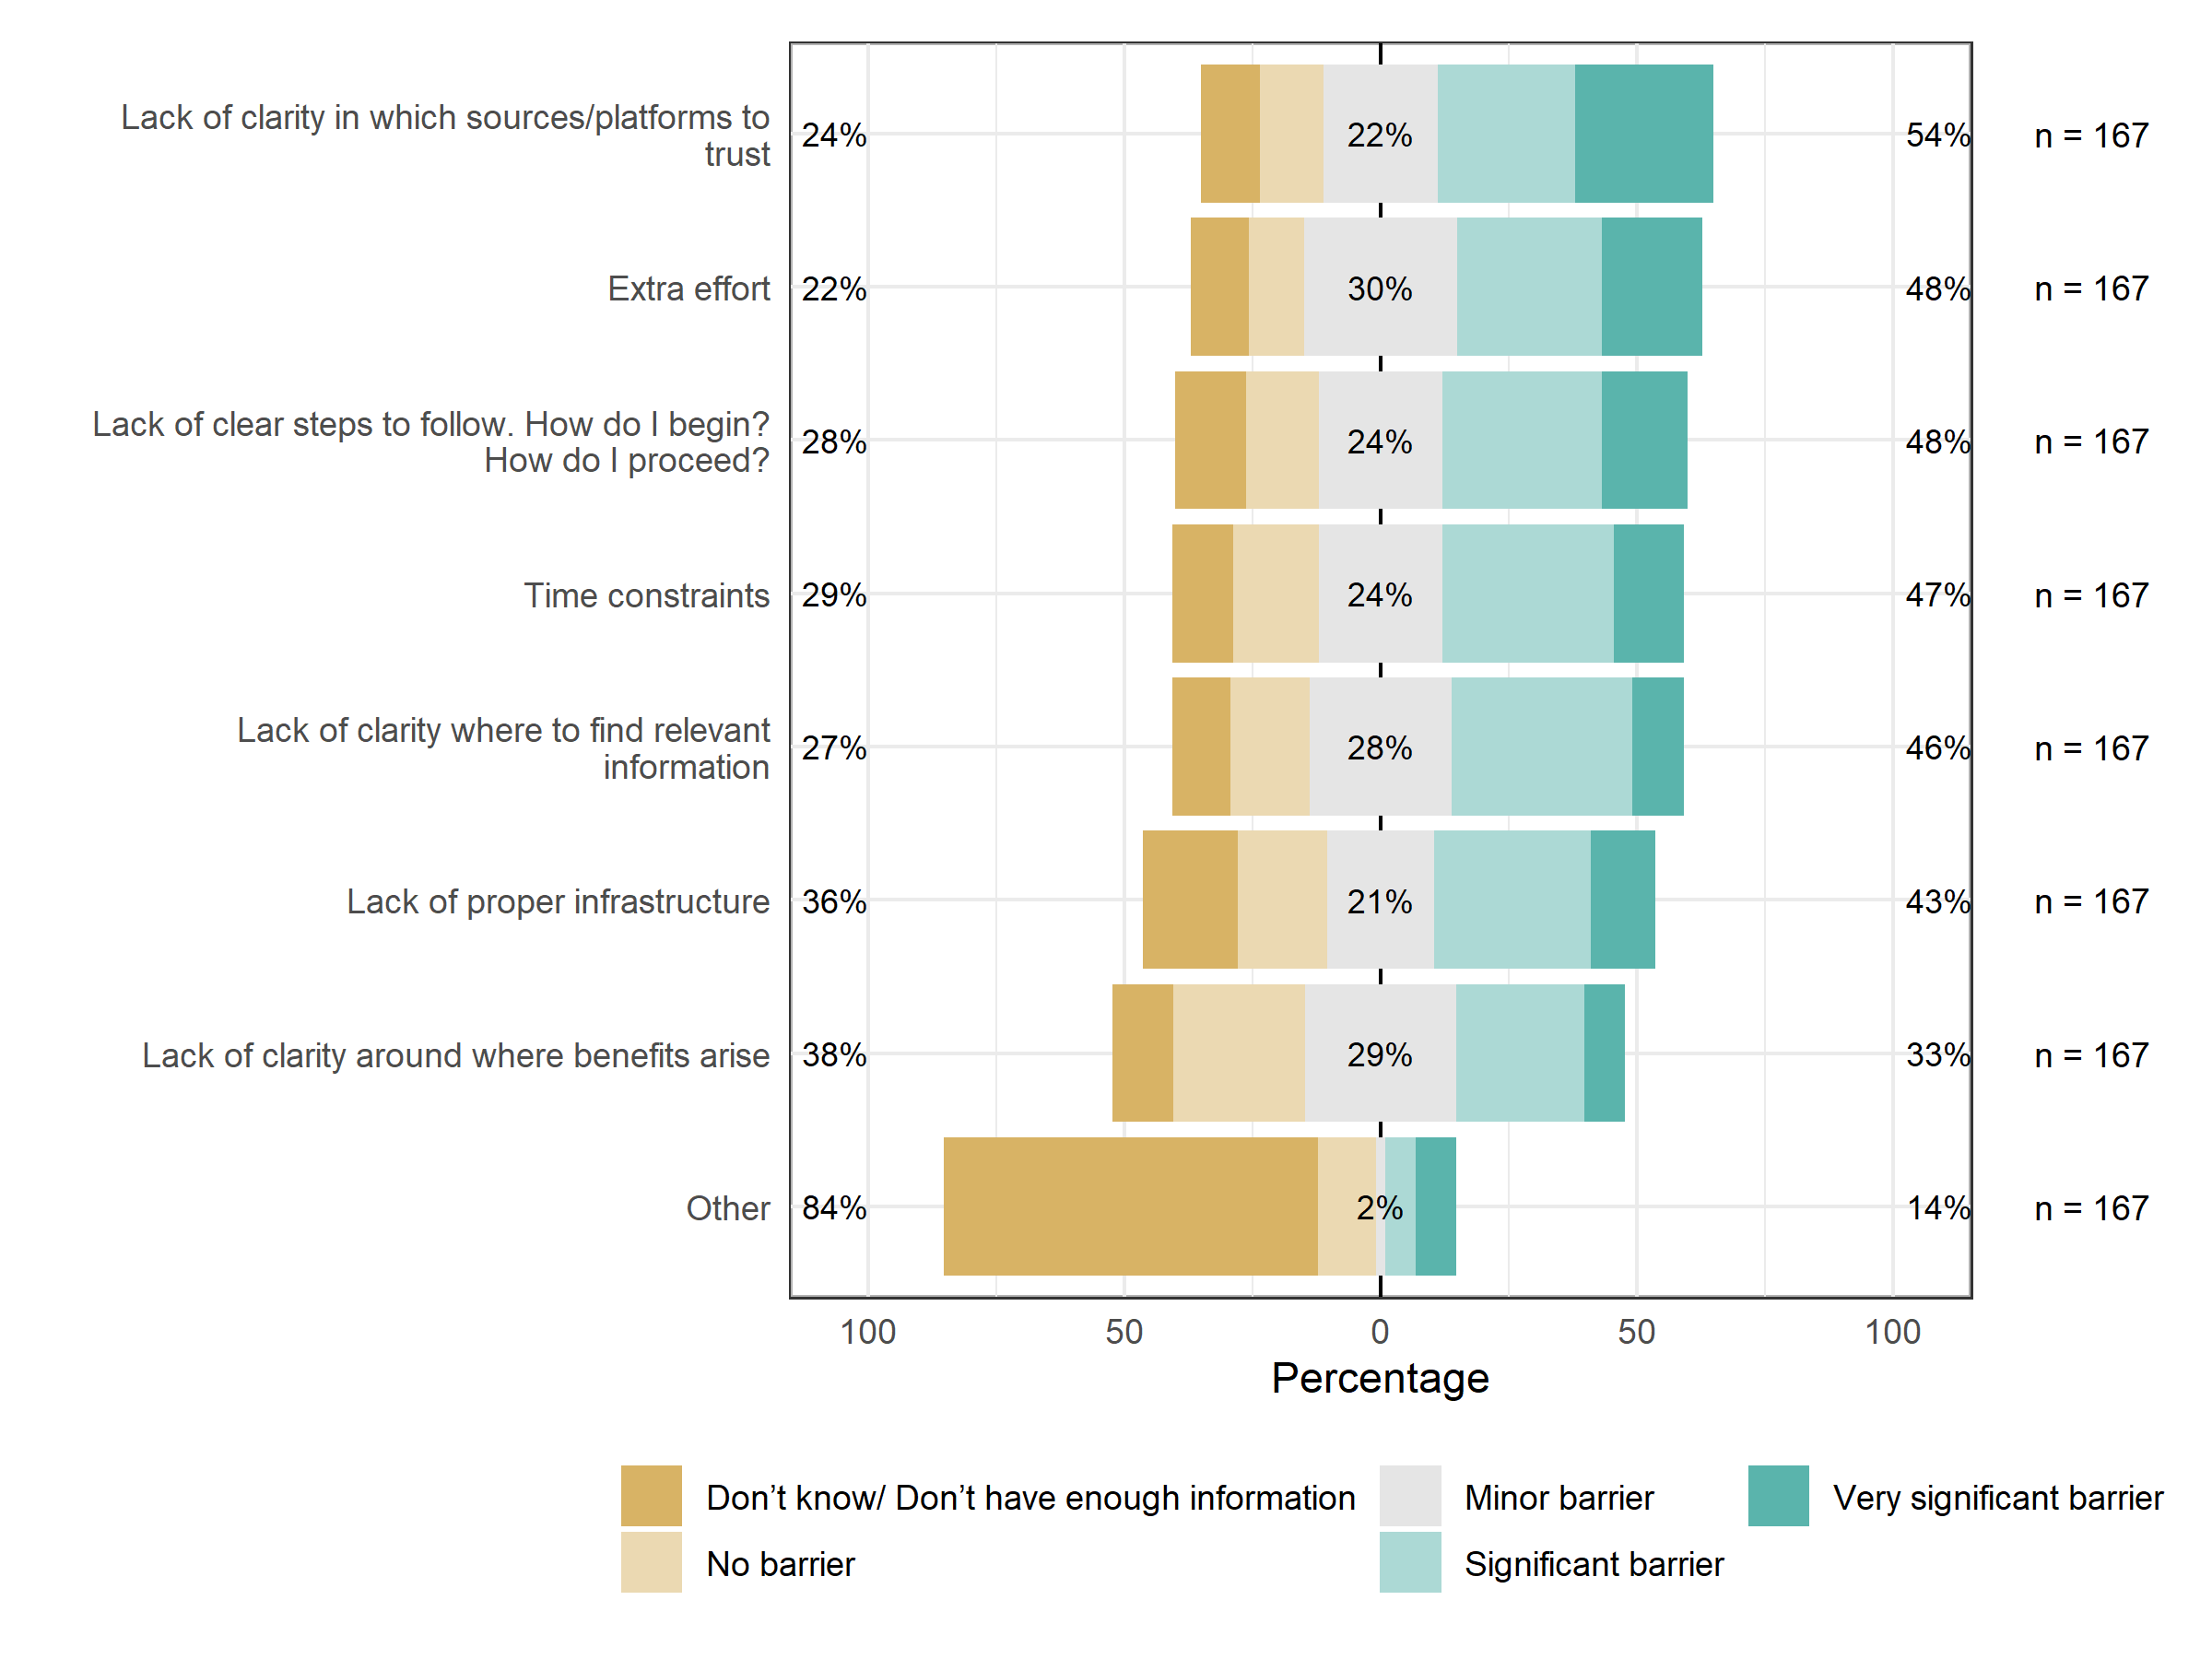 Lack of clarity in which sources/platforms to
trust
24%
22%
54%
n = 167
Extra effort
22%
30%
48%
n = 167
Lack of clear steps to follow. How do I begin?
How do I proceed?
28%
24%
48%
n = 167
Time constraints
29%
24%
47%
n = 167
Lack of clarity where to find relevant
information
27%
28%
46%
n = 167
Lack of proper infrastructure
36%
21%
43%
n = 167
Lack of clarity around where benefits arise
38%
29%
33%
n = 167
Other
84%
2%
14%
n = 167
100 50 0 50 100
Percentage
Don’t know/ Don’t have enough information
No barrier
Minor barrier
Significant barrier
Very significant barrier